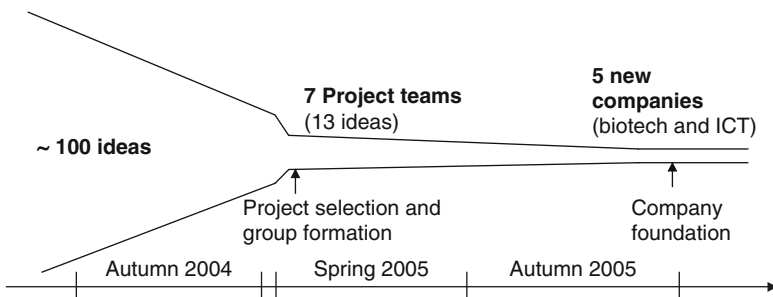 ~ 100 ideas
7 Project teams
(13 ideas)
5 new
companies
(biotech and ICT)
Project selection and
group formation
Company
foundation
Autumn 2004
Spring 2005
Autumn 2005